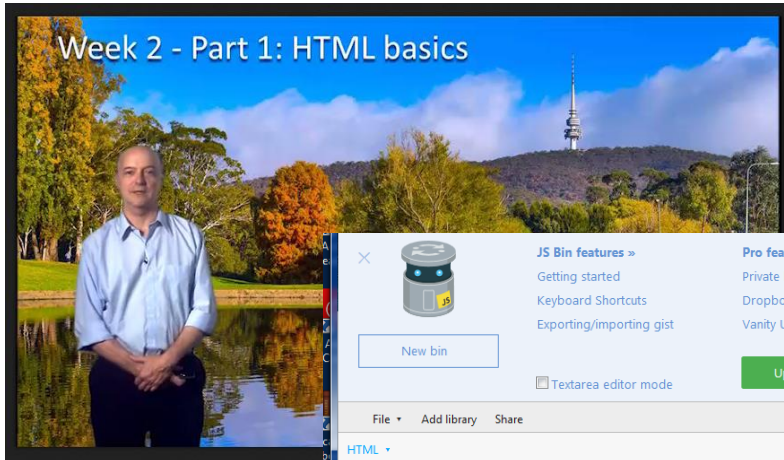 Week 2 - Part 1: HTML basics
JS Bin features »
Getting started
Keyboard Shortcuts
Exporting/importing gist
Private
New bin
Textarea editor mode
JS
File
Add library
Share
HTML